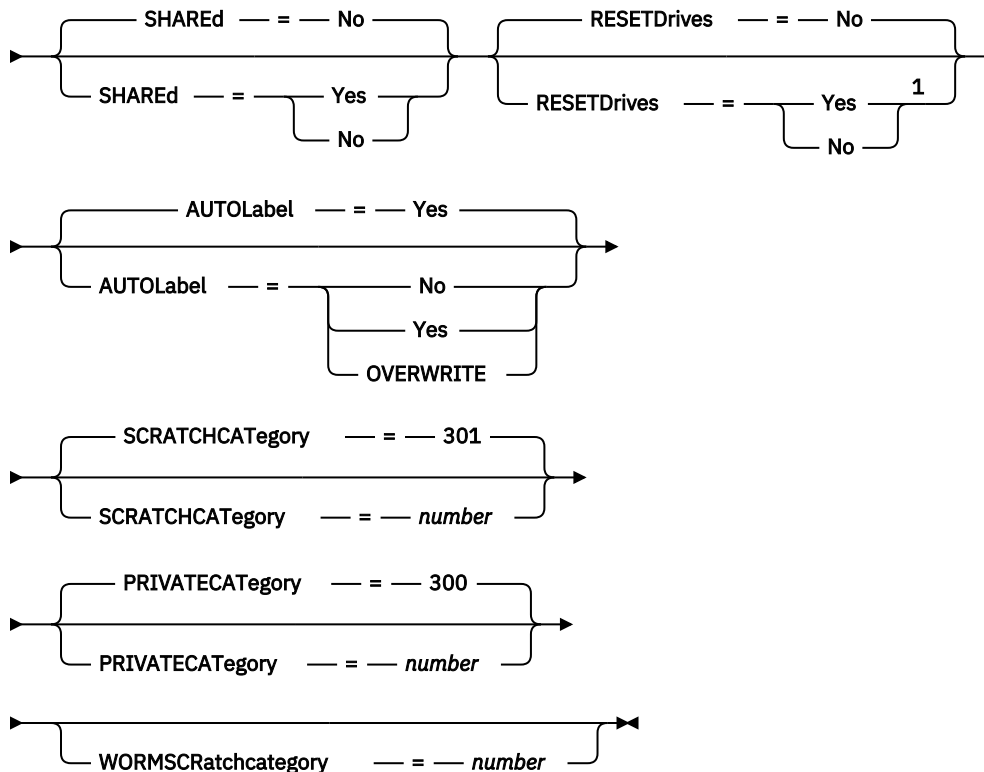 SHAREd = No
RESETDrives = No
SHAREd = Yes
No
RESETDrives = Yes 1
No
AUTOLabel = Yes
AUTOLabel = No
Yes
OVERWRITE
SCRATCHCATegory = 301
SCRATCHCATegory = number
PRIVATECATegory = 300
PRIVATECATegory = number
WORMSCRatchcategory = number